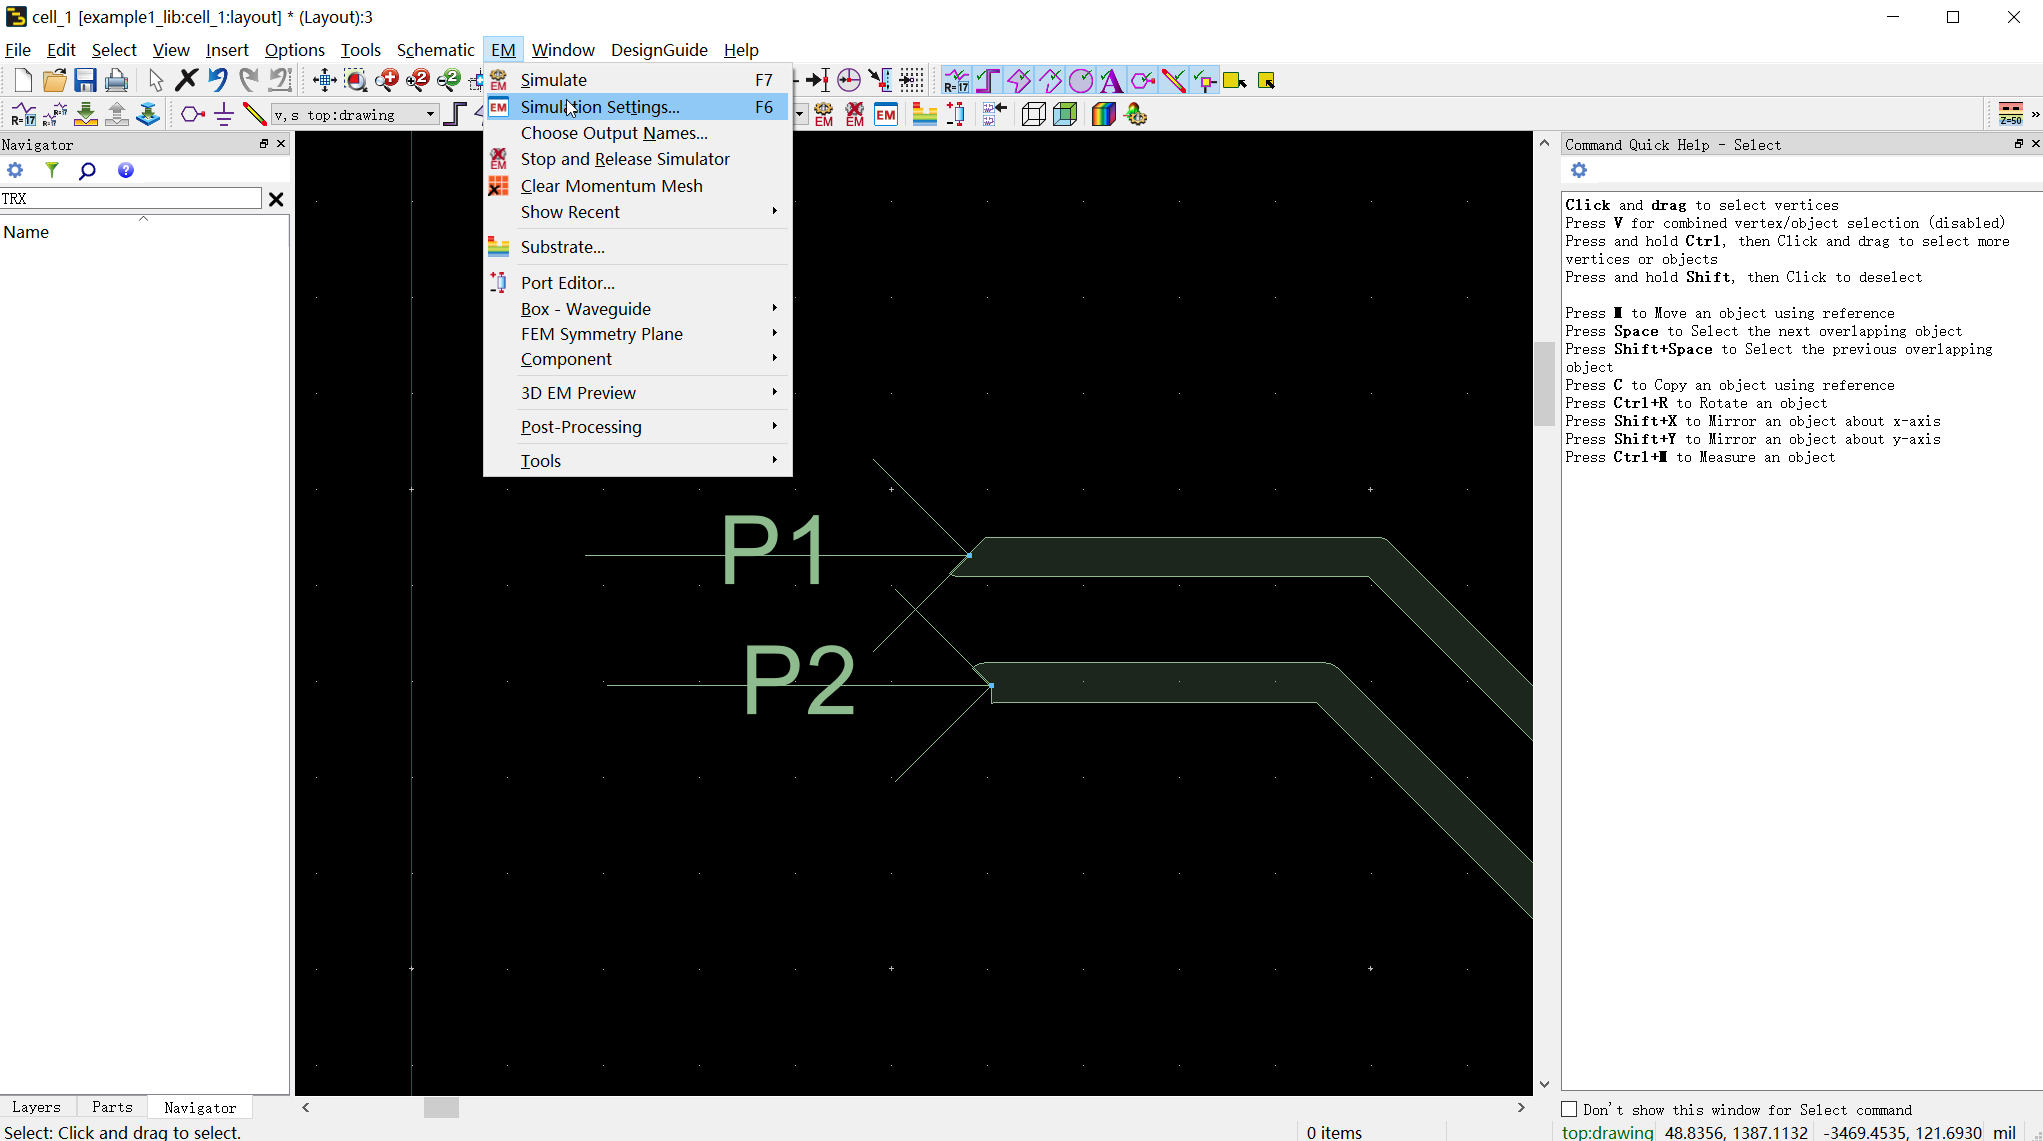 cell_1 [example1_lib:cell_1:layout] * (Layout):3
File Edit Select View Insert Options Tools Schematic EM Window DesignGuide Help
v,s top:drawing
Simulate F7
Simulation Settings... F6
Choose Output Names...
Stop and Release Simulator
Clear Momentum Mesh
Show Recent
Substrate...
Port Editor...
Box - Waveguide
FEM Symmetry Plane
Component
3D EM Preview
Post-Processing
Tools
Navigator
TRX
Name
P1
P2
Command Quick Help - Select
Click and drag to select vertices
Press V for combined vertex/object selection (disabled)
Press and hold Ctrl, then Click and drag to select more
vertices or objects
Press and hold Shift, then Click to deselect
Press M to Move an object using reference
Press Space to Select the next overlapping object
Press Shift+Space to Select the previous overlapping
object
Press C to Copy an object using reference
Press Ctrl+R to Rotate an object
Press Shift+X to Mirror an object about x-axis
Press Shift+Y to Mirror an object about y-axis
Press Ctrl+M to Measure an object
Layers Parts Navigator
Don't show this window for Select command
Select: Click and drag to select.
0 items
top:drawing 48.8356, 1387.1132 -3469.4535, 121.6930 mil